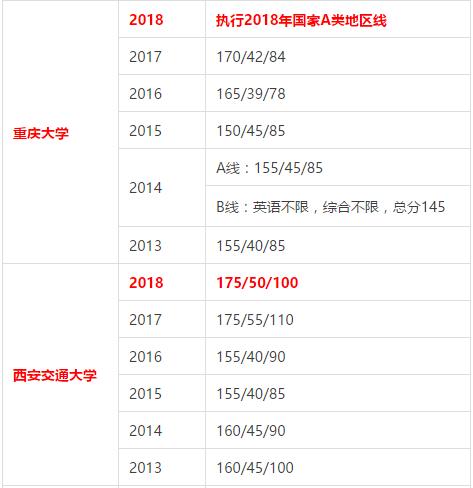 2018 执行2018年国家A类地区线
2017 170/42/84
2016 165/39/78
重庆大学 2015 150/45/85
2014 A线：155/45/85
B线：英语不限，综合不限，总分145
2013 155/40/85
2018 175/50/100
2017 175/55/110
2016 155/40/90
西安交通大学 2015 155/40/85
2014 160/45/90
2013 160/45/100